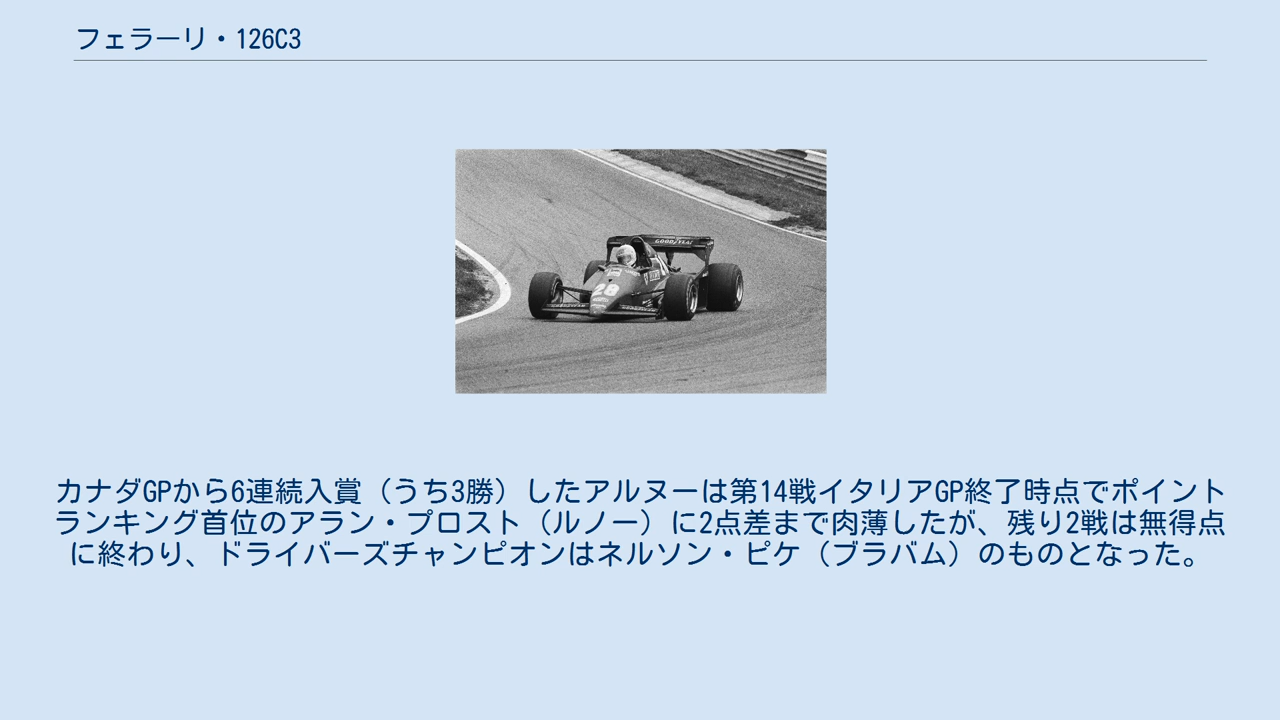 フェラーリ・126C3
GOODYEAR
28
カナダGPから6連続入賞（うち3勝）したアルヌーは第14戦イタリアGP終了時点でポイント
ランキング首位のアラン・プロスト（ルノー）に2点差まで肉薄したが、残り2戦は無得点
に終わり、ドライバーズチャンピオンはネルソン・ピケ（ブラバム）のものとなった。